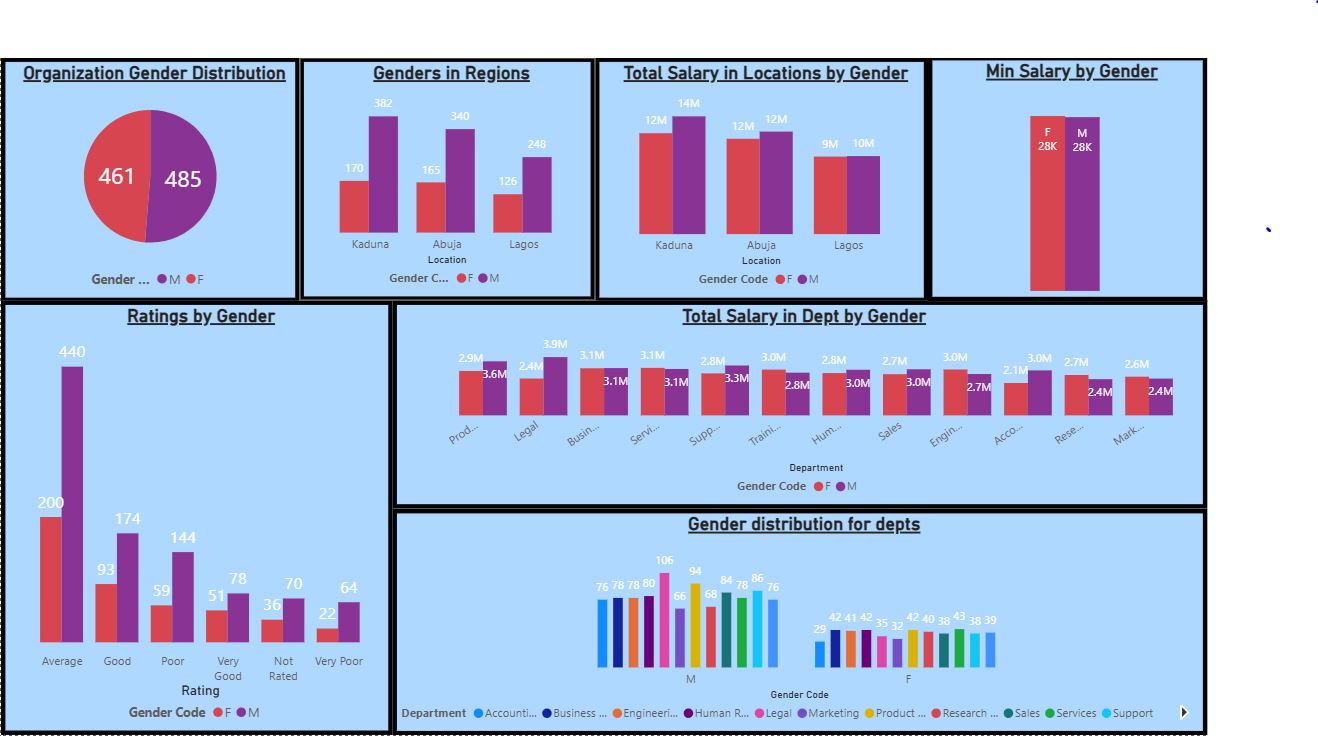 Organization Gender Distribution
461
485
Gender ... M F
Genders in Regions
382
340
248
170
165
126
Kaduna Abuja Lagos
Location
Gender C... F M
Total Salary in Locations by Gender
14M
12M
12M
12M
9M 10M
Kaduna Abuja Lagos
Location
Gender Code F M
Min Salary by Gender
F M
28K 28K
Ratings by Gender
440
200
174
144
93
59
51 78
36 70
22 64
Average Good Poor Very Good Not Rated Very Poor
Rating
Gender Code F M
Total Salary in Dept by Gender
2.9M 3.6M 2.4M 3.9M 3.1M 3.1M 3.1M 3.1M 2.8M 3.3M 3.0M 2.8M 2.8M 3.0M 2.7M 3.0M 3.0M 2.7M 2.1M 3.0M 2.7M 2.4M 2.6M 2.4M
Prod... Legal Busin... Servi... Supp... Traini... Hum... Sales Engin... Acco... Rese... Mark...
Department
Gender Code F M
Gender distribution for depts
76 78 78 80 106 66 94 68 84 78 86 76
29 42 41 42 35 32 42 40 38 43 38 39
M F
Gender Code
Department Accounti... Business ... Engineeri... Human R... Legal Marketing Product ... Research ... Sales Services Support